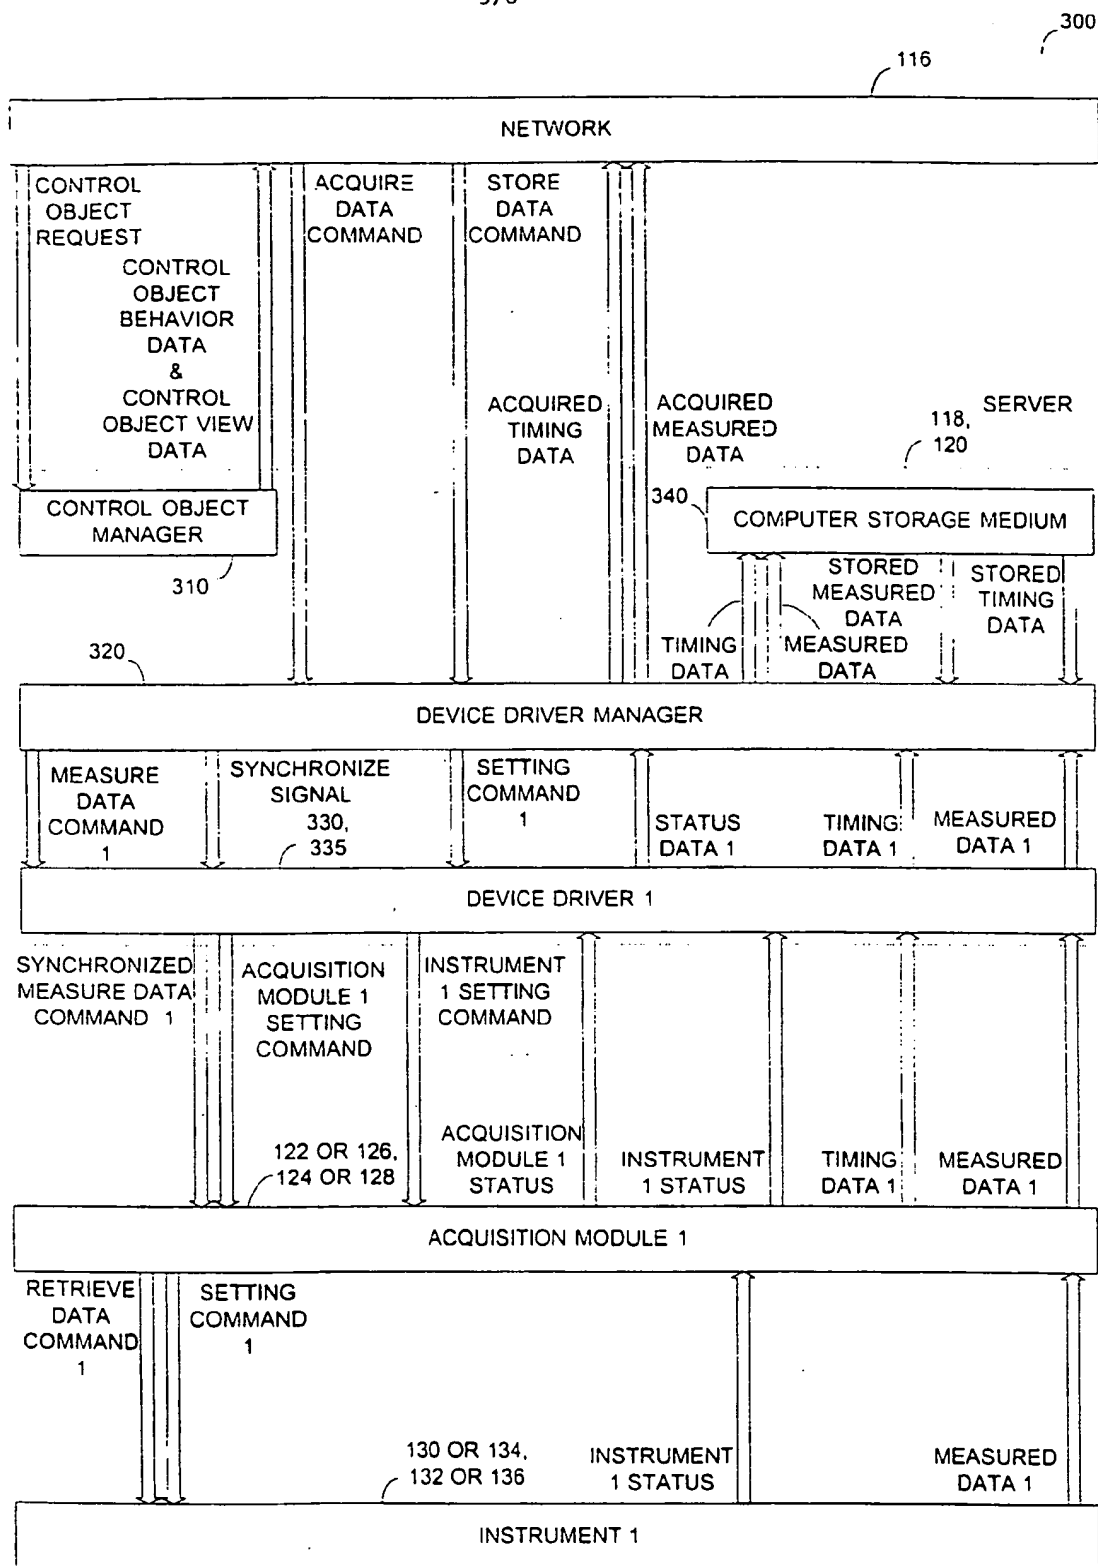 300
116
NETWORK
CONTROL
OBJECT
REQUEST
CONTROL
OBJECT
BEHAVIOR
DATA
&
CONTROL
OBJECT VIEW
DATA
ACQUIRE
DATA
COMMAND
STORE
DATA
COMMAND
ACQUIRED
TIMING
DATA
ACQUIRED
MEASURED
DATA
SERVER
118,
120
CONTROL OBJECT
MANAGER
310
340
COMPUTER STORAGE MEDIUM
TIMING
DATA
MEASURED
DATA
STORED
MEASURED
DATA
STORED
TIMING
DATA
320
DEVICE DRIVER MANAGER
MEASURE
DATA
COMMAND
1
SYNCHRONIZE
SIGNAL
330,
335
SETTING
COMMAND
1
STATUS
DATA 1
TIMING
DATA 1
MEASURED
DATA 1
DEVICE DRIVER 1
SYNCHRONIZED
MEASURE DATA
COMMAND 1
ACQUISITION
MODULE 1
SETTING
COMMAND
INSTRUMENT
1 SETTING
COMMAND
122 OR 126,
124 OR 128
ACQUISITION
MODULE 1
STATUS
INSTRUMENT
1 STATUS
TIMING
DATA 1
MEASURED
DATA 1
ACQUISITION MODULE 1
RETRIEVE
DATA
COMMAND
1
SETTING
COMMAND
1
130 OR 134,
132 OR 136
INSTRUMENT
1 STATUS
MEASURED
DATA 1
INSTRUMENT 1